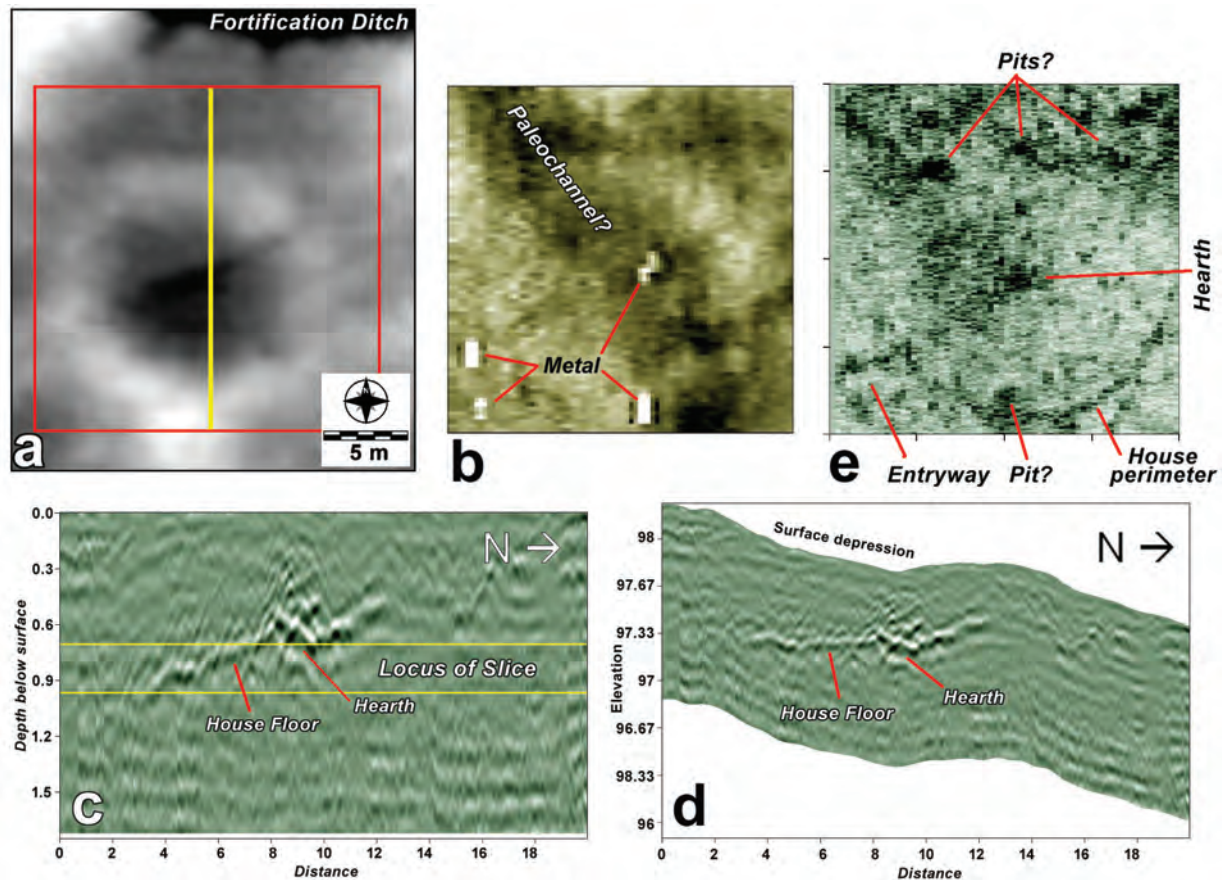 Fortification Ditch
a
5 m
Paleochannel?
Metal
b
Pits?
Hearth
e
Entryway
Pit?
House
perimeter
0.0
0.3
0.6
0.9
1.2
1.5
Depth below surface
N
Locus of Slice
Hearth
House Floor
c
0
2
4
6
8
10
12
14
16
18
Distance
Surface depression
N
98
97.67
97.33
97
96.67
98.33
96
Elevation
House Floor
Hearth
d
0
2
4
6
8
10
12
14
16
18
Distance